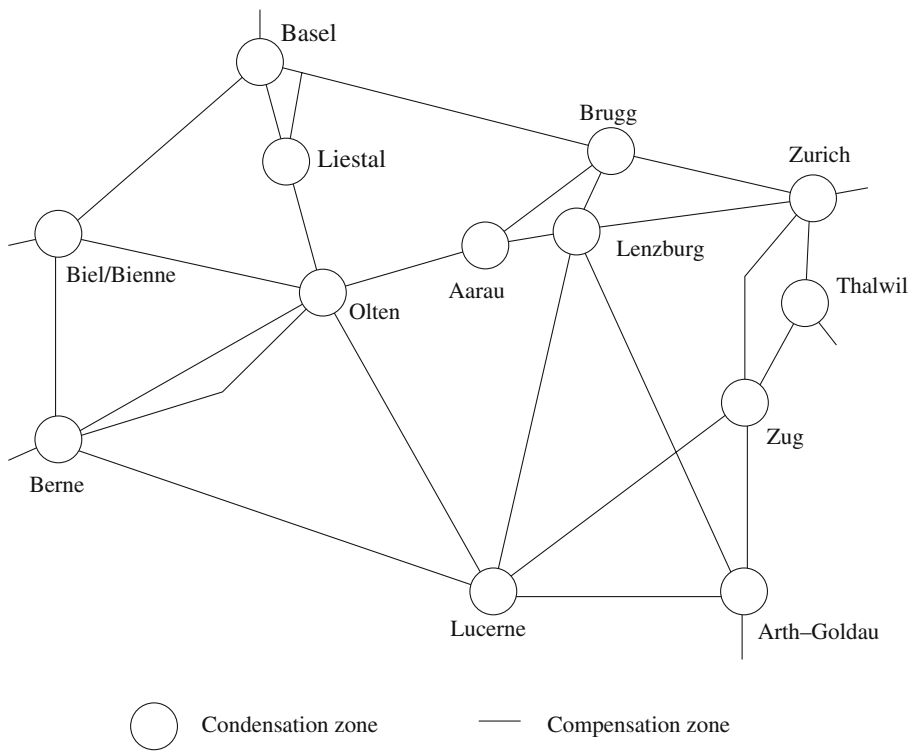 Basel
Brugg
Zurich
Liestal
Biel/Bienne
Lenzburg
Aarau
Thalwil
Olten
Zug
Berne
Lucerne
Arth–Goldau
Condensation zone
Compensation zone